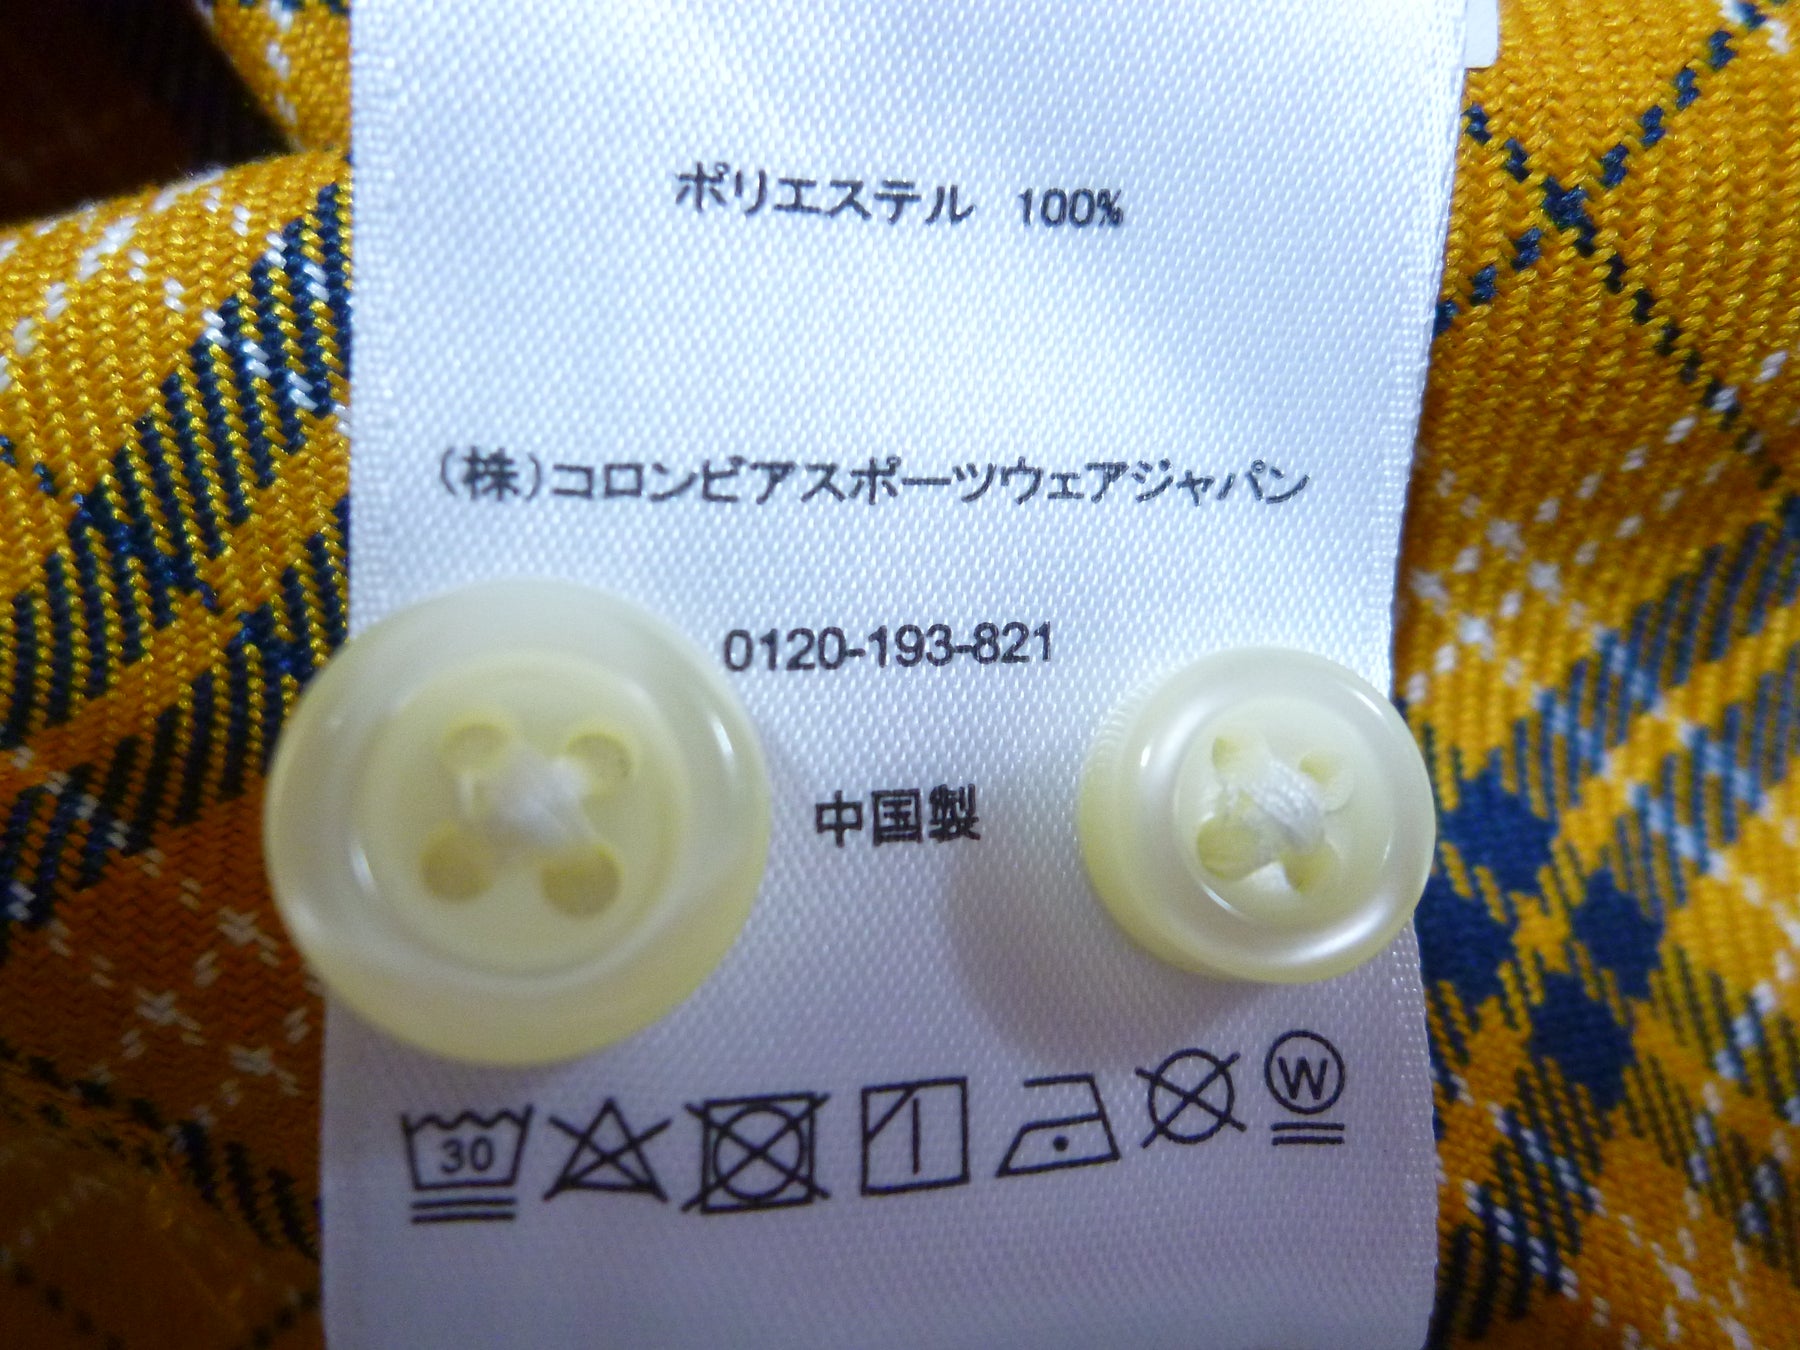 ポリエステル 100%
(株)コロンビアスポーツウェアジャパン
0120-193-821
中国製
30
W